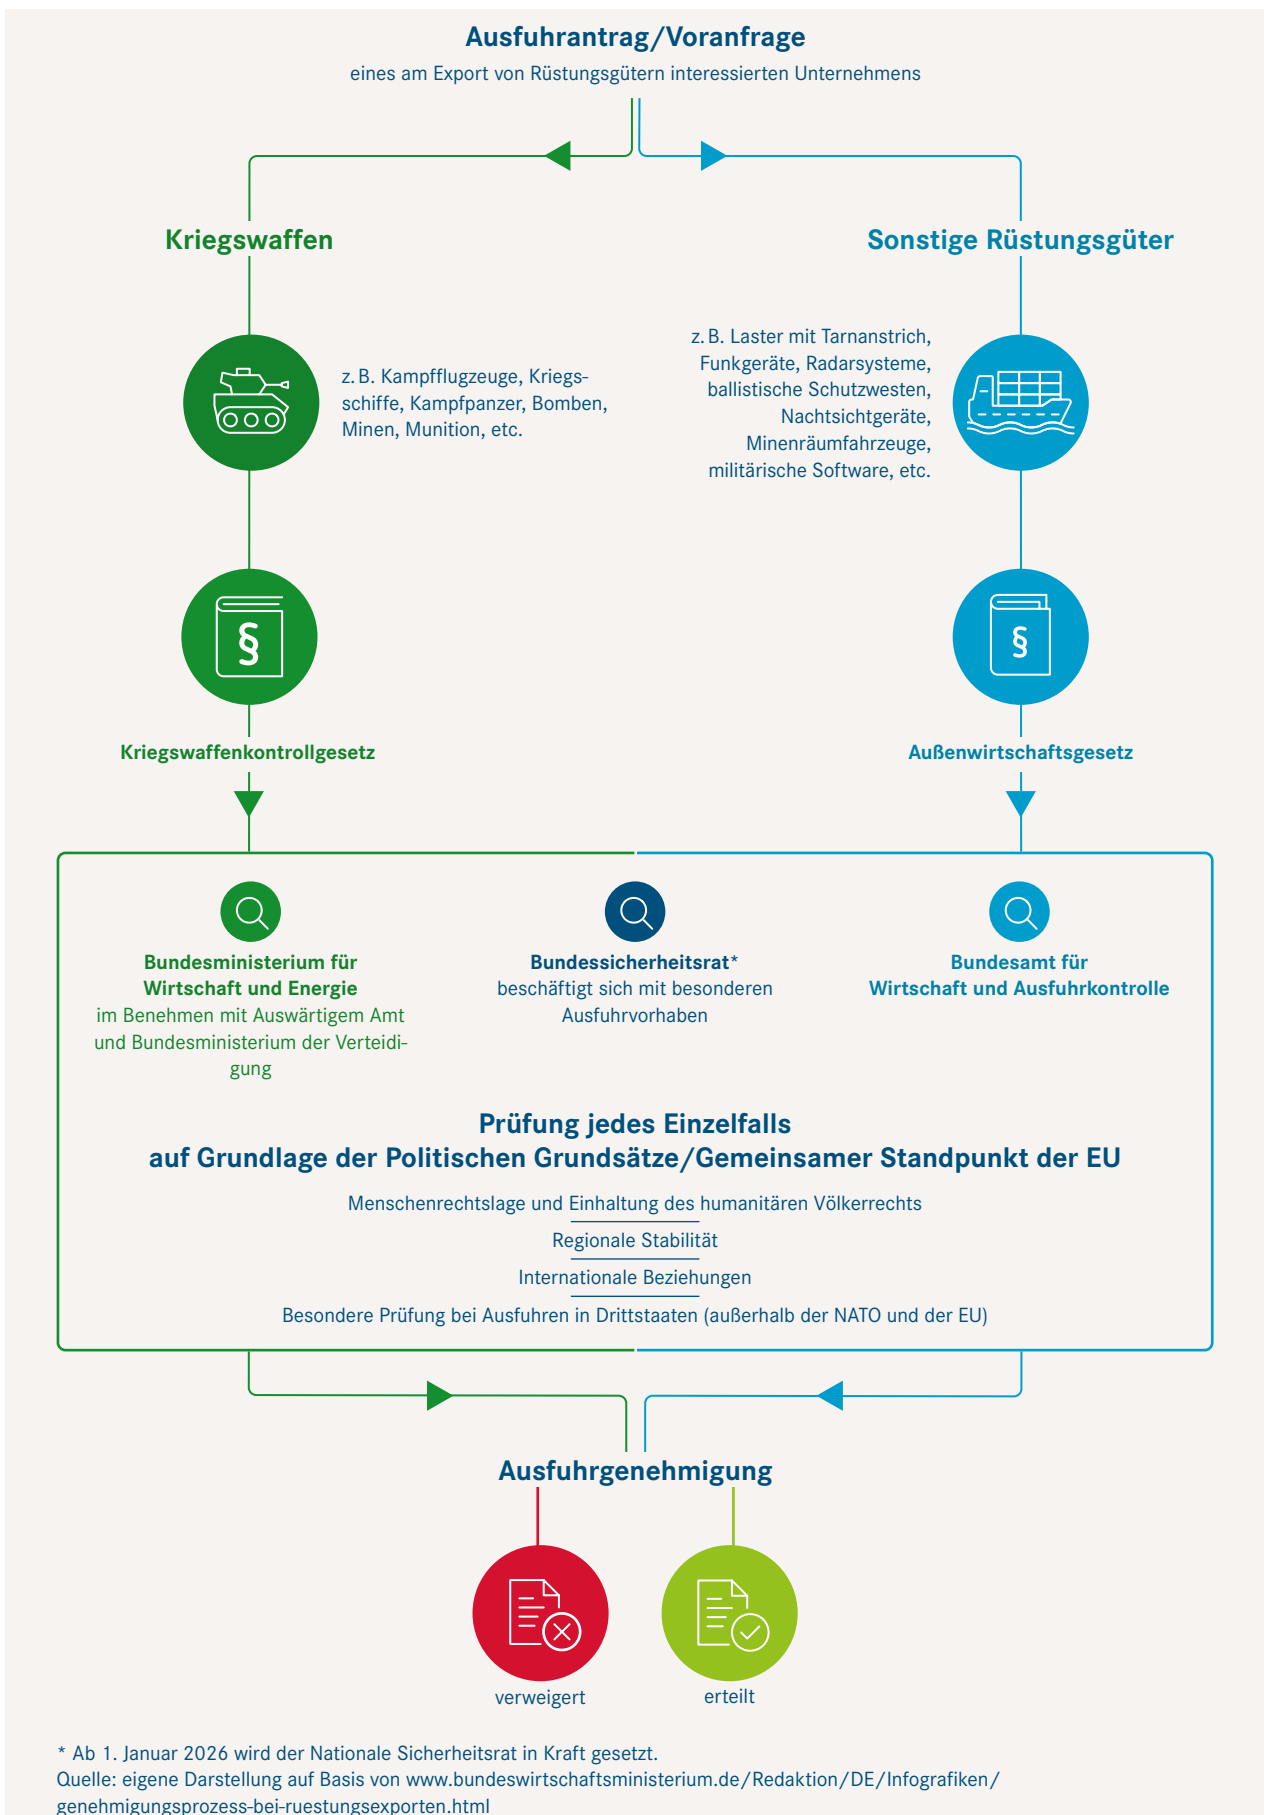 Ausfuhrantrag/Voranfrage
eines am Export von Rüstungsgütern interessierten Unternehmens
Kriegswaffen
z. B. Kampfflugzeuge, Kriegs-
schiffe, Kampfpanzer, Bomben,
Minen, Munition, etc.
§
Kriegswaffenkontrollgesetz
Sonstige Rüstungsgüter
z. B. Laster mit Tarnanstrich,
Funkgeräte, Radarsysteme,
ballistische Schutzwesten,
Nachtsichtgeräte,
Minenräumfahrzeuge,
militärische Software, etc.
§
Außenwirtschaftsgesetz
Bundesministerium für
Wirtschaft und Energie
im Benehmen mit Auswärtigem Amt
und Bundesministerium der Verteidi-
gung
Bundessicherheitsrat*
beschäftigt sich mit besonderen
Ausfuhrvorhaben
Bundesamt für
Wirtschaft und Ausfuhrkontrolle
Prüfung jedes Einzelfalls
auf Grundlage der Politischen Grundsätze/Gemeinsamer Standpunkt der EU
Menschenrechtslage und Einhaltung des humanitären Völkerrechts
Regionale Stabilität
Internationale Beziehungen
Besondere Prüfung bei Ausfuhren in Drittstaaten (außerhalb der NATO und der EU)
Ausfuhrgenehmigung
verweigert
erteilt
* Ab 1. Januar 2026 wird der Nationale Sicherheitsrat in Kraft gesetzt.
Quelle: eigene Darstellung auf Basis von www.bundeswirtschaftsministerium.de/Redaktion/DE/Infografiken/
genehmigungsprozess-bei-ruestungsexporten.html